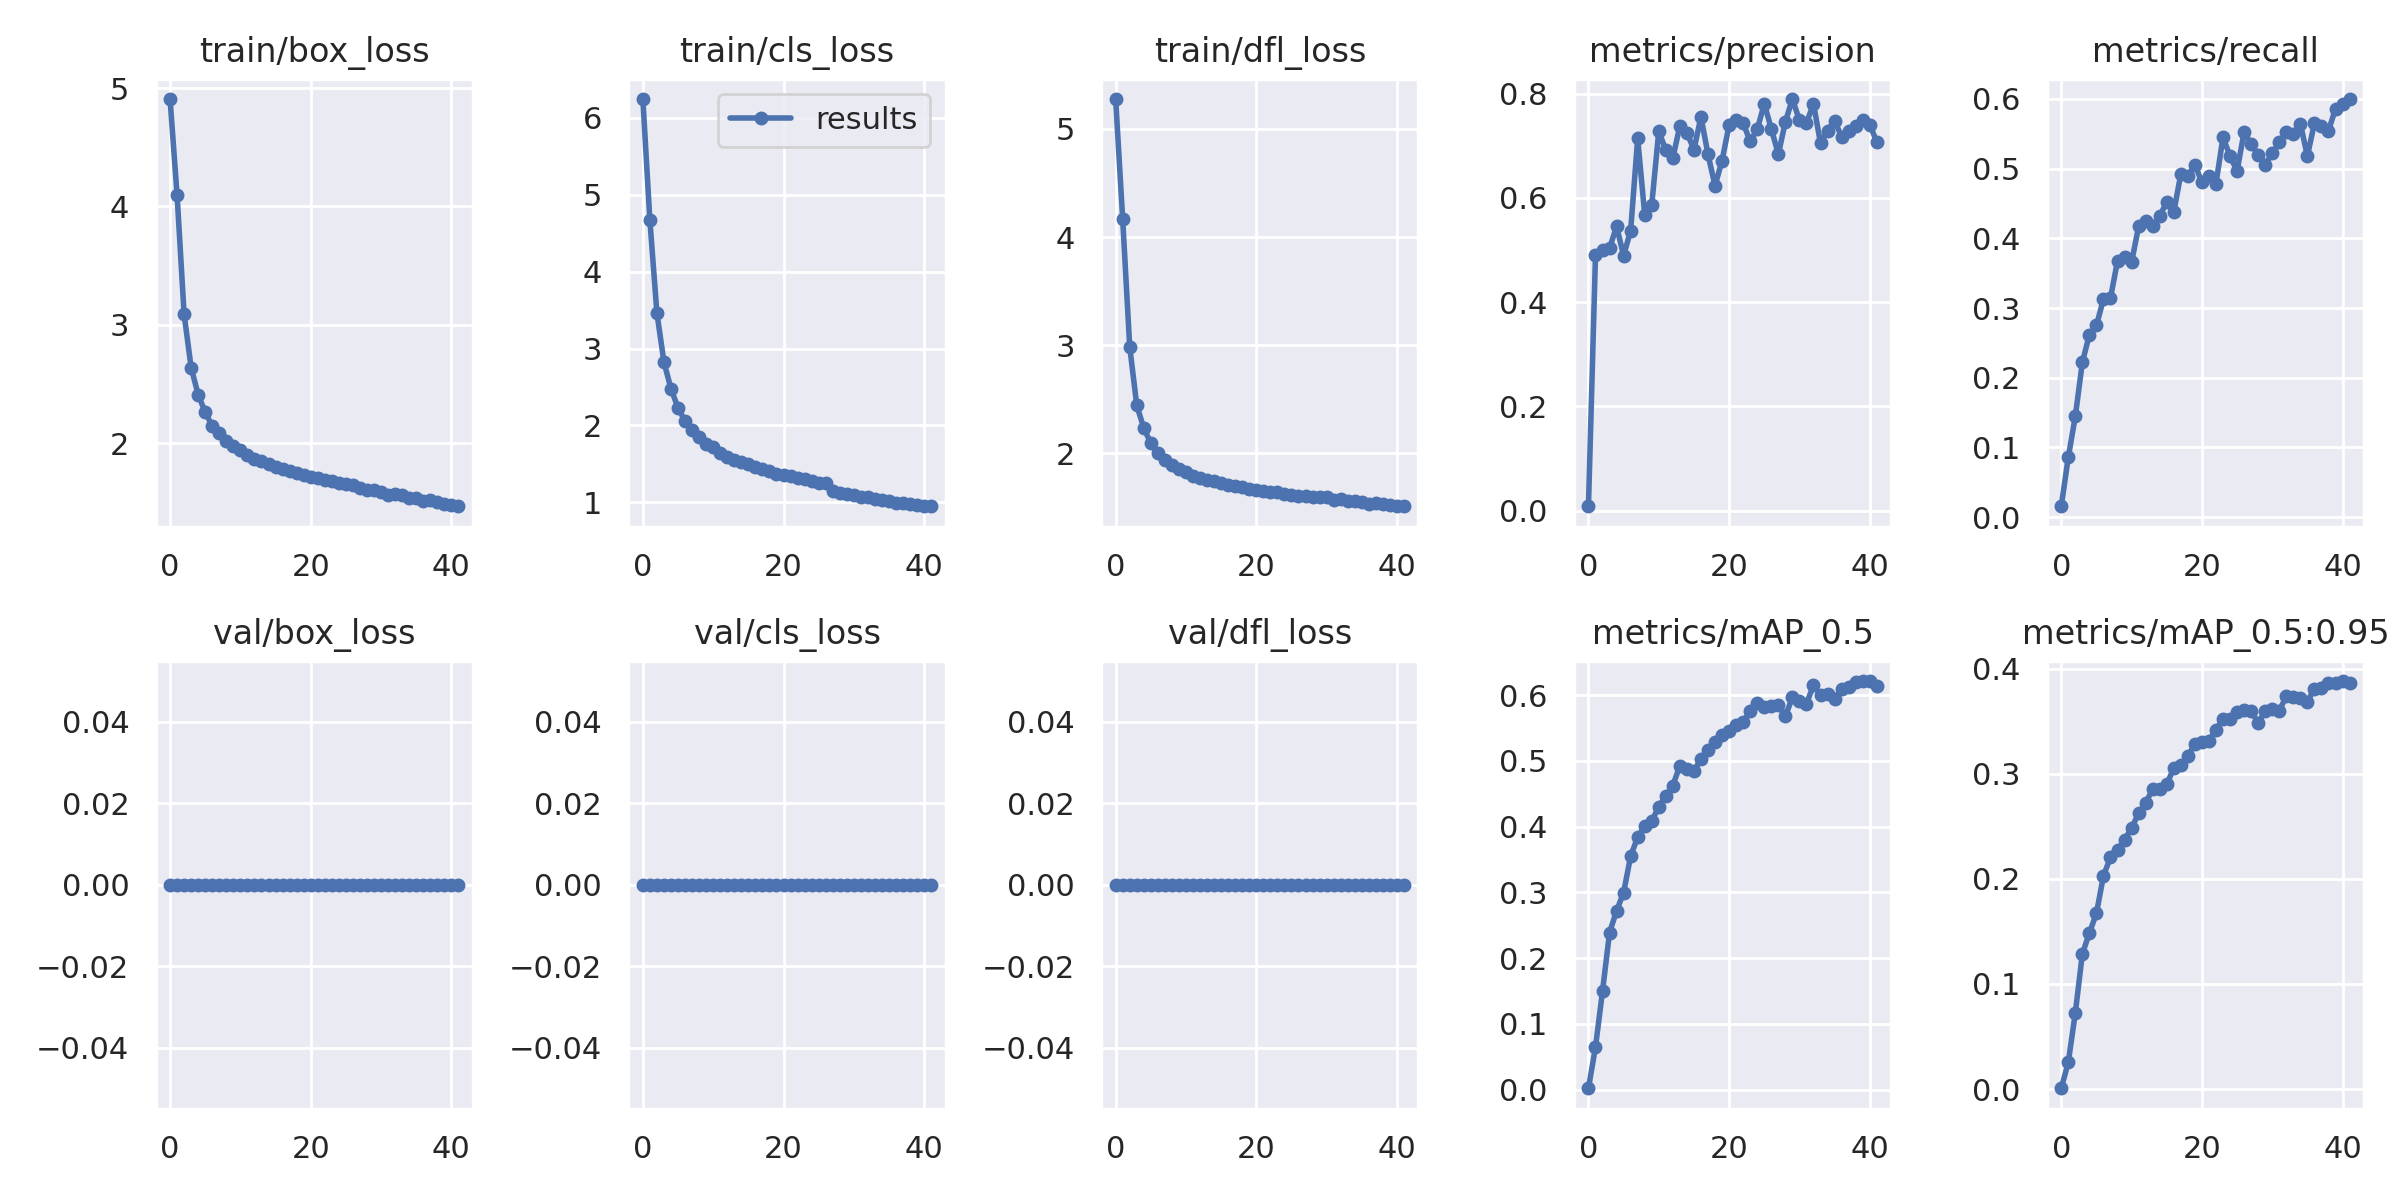 train/box_loss
5
4
3
2
0 20 40
train/cls_loss
results
6
5
4
3
2
1
0 20 40
train/dfl_loss
5
4
3
2
0 20 40
metrics/precision
0.8
0.6
0.4
0.2
0.0
0 20 40
metrics/recall
0.6
0.5
0.4
0.3
0.2
0.1
0.0
0 20 40
val/box_loss
0.04
0.02
0.00
−0.02
−0.04
0 20 40
val/cls_loss
0.04
0.02
0.00
−0.02
−0.04
0 20 40
val/dfl_loss
0.04
0.02
0.00
−0.02
−0.04
0 20 40
metrics/mAP_0.5
0.6
0.5
0.4
0.3
0.2
0.1
0.0
0 20 40
metrics/mAP_0.5:0.95
0.4
0.3
0.2
0.1
0.0
0 20 40